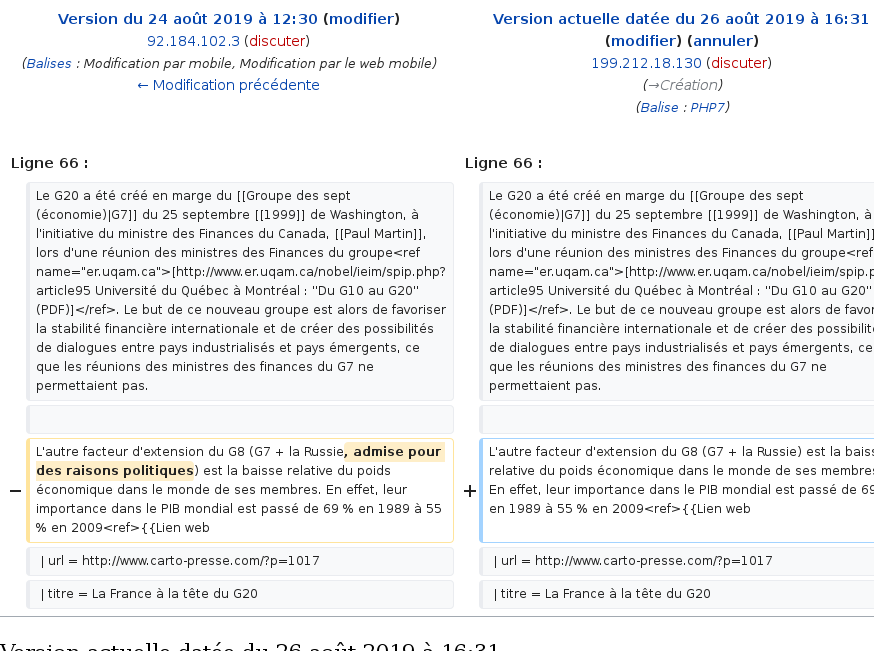 Version du 24 août 2019 à 12:30 (modifier)
92.184.102.3 (discuter)
(Balises : Modification par mobile, Modification par le web mobile)
← Modification précédente
Version actuelle datée du 26 août 2019 à 16:31
(modifier) (annuler)
199.212.18.130 (discuter)
(→Création)
(Balise : PHP7)
Ligne 66 :
Le G20 a été créé en marge du [[Groupe des sept
(économie)|G7]] du 25 septembre [[1999]] de Washington, à
l'initiative du ministre des Finances du Canada, [[Paul Martin]],
lors d'une réunion des ministres des Finances du groupe<ref
name="er.uqam.ca">[http://www.er.uqam.ca/nobel/ieim/spip.php?
article95 Université du Québec à Montréal : ''Du G10 au G20''
(PDF)]</ref>. Le but de ce nouveau groupe est alors de favoriser
la stabilité financière internationale et de créer des possibilités
de dialogues entre pays industrialisés et pays émergents, ce
que les réunions des ministres des finances du G7 ne
permettaient pas.
− L'autre facteur d'extension du G8 (G7 + la Russie, admise pour
des raisons politiques) est la baisse relative du poids
économique dans le monde de ses membres. En effet, leur
importance dans le PIB mondial est passé de 69 % en 1989 à 55
% en 2009<ref>{{Lien web
| url = http://www.carto-presse.com/?p=1017
| titre = La France à la tête du G20
Ligne 66 :
Le G20 a été créé en marge du [[Groupe des sept
(économie)|G7]] du 25 septembre [[1999]] de Washington, à
l'initiative du ministre des Finances du Canada, [[Paul Martin]],
lors d'une réunion des ministres des Finances du groupe<ref
name="er.uqam.ca">[http://www.er.uqam.ca/nobel/ieim/spip.p
article95 Université du Québec à Montréal : ''Du G10 au G20''
(PDF)]</ref>. Le but de ce nouveau groupe est alors de favor
la stabilité financière internationale et de créer des possibilit
de dialogues entre pays industrialisés et pays émergents, ce
que les réunions des ministres des finances du G7 ne
permettaient pas.
+ L'autre facteur d'extension du G8 (G7 + la Russie) est la bais
relative du poids économique dans le monde de ses membres
En effet, leur importance dans le PIB mondial est passé de 69
en 1989 à 55 % en 2009<ref>{{Lien web
| url = http://www.carto-presse.com/?p=1017
| titre = La France à la tête du G20
Version actuelle datée du 26 août 2019 à 16:31